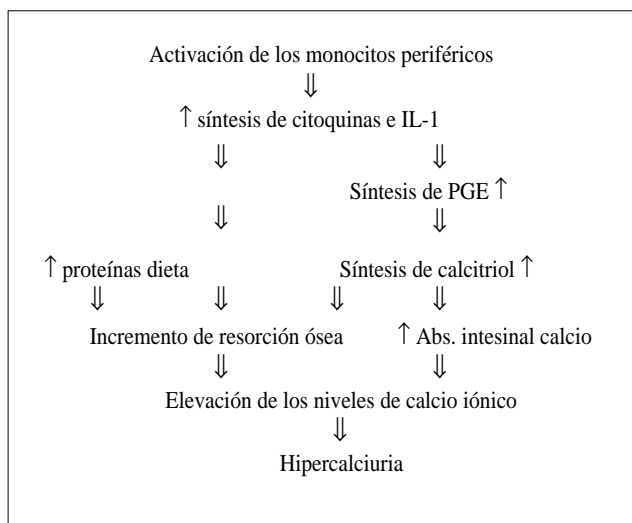 Activación de los monocitos periféricos
⇓
↑ síntesis de citoquinas e IL-1
⇓ ⇓
Síntesis de PGE ↑
⇓ ⇓
↑ proteínas dieta Síntesis de calcitriol ↑
⇓ ⇓ ⇓ ⇓
Incremento de resorción ósea ↑ Abs. intestinal calcio
⇓ ⇓
Elevación de los niveles de calcio iónico
⇓
Hipercalciuria